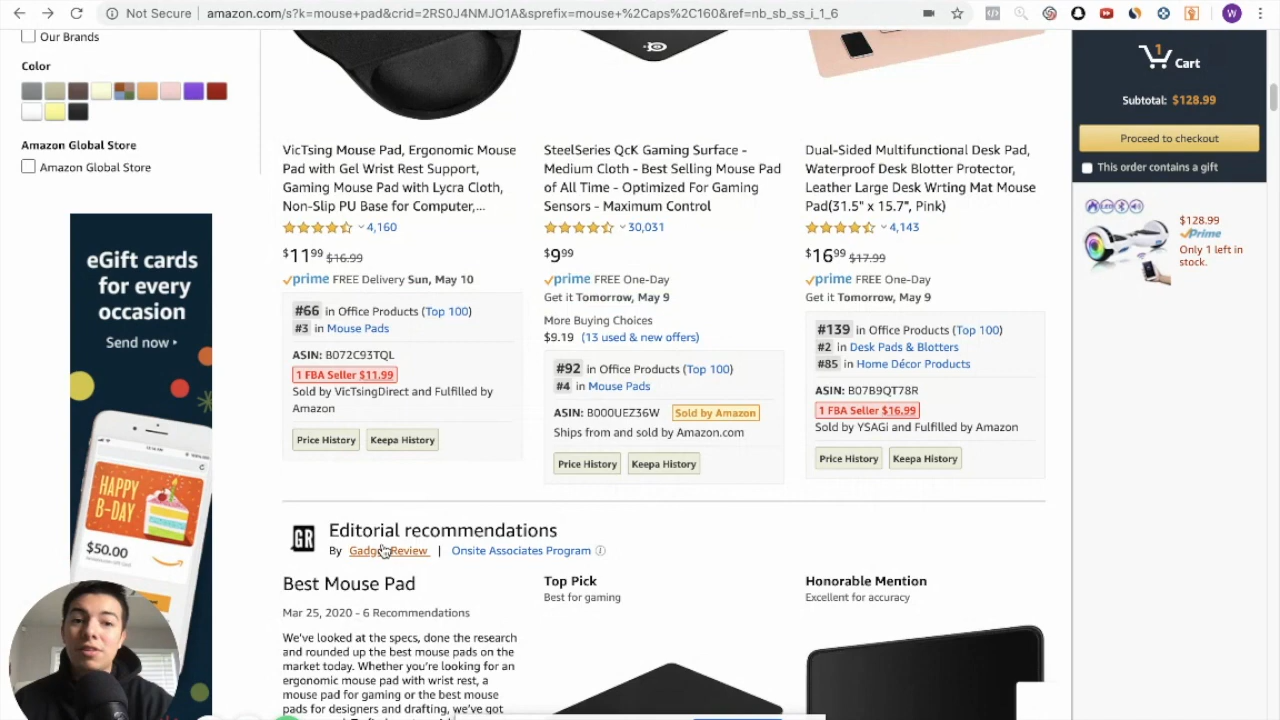 Not Secure
amazon.com/s?k=mouse+pad&crid=2RS0J4NMJO1A&sprefix=mouse+%2Caps%2C160&ref=nb_sb_ss_i_1_6
W
Our Brands
Color
Amazon Global Store
Amazon Global Store
eGift cards
for every
occasion
Send now
HAPPY
B-DAY
$50.00
VicTsing Mouse Pad, Ergonomic Mouse
Pad with Gel Wrist Rest Support,
Gaming Mouse Pad with Lycra Cloth,
Non-Slip PU Base for Computer,...
4,160
$1199 $16.99
prime FREE Delivery Sun, May 10
#66 in Office Products (Top 100)
#3 in Mouse Pads
ASIN: B072C93TQL
1 FBA Seller $11.99
Sold by VicTsingDirect and Fulfilled by
Amazon
Price History Keepa History
SteelSeries QcK Gaming Surface -
Medium Cloth - Best Selling Mouse Pad
of All Time - Optimized For Gaming
Sensors - Maximum Control
30,031
$999
prime FREE One-Day
Get it Tomorrow, May 9
More Buying Choices
$9.19 (13 used & new offers)
#92 in Office Products (Top 100)
#4 in Mouse Pads
ASIN: B000UEZ36W Sold by Amazon
Ships from and sold by Amazon.com
Price History Keepa History
Dual-Sided Multifunctional Desk Pad,
Waterproof Desk Blotter Protector,
Leather Large Desk Wrting Mat Mouse
Pad(31.5" x 15.7", Pink)
4,143
$1699 $17.99
prime FREE One-Day
Get it Tomorrow, May 9
#139 in Office Products (Top 100)
#2 in Desk Pads & Blotters
#85 in Home Décor Products
ASIN: B07B9QT78R
1 FBA Seller $16.99
Sold by YSAGi and Fulfilled by Amazon
Price History Keepa History
GR
Editorial recommendations
By Gadget Review | Onsite Associates Program
Best Mouse Pad
Mar 25, 2020 - 6 Recommendations
We've looked at the specs, done the research
and rounded up the best mouse pads on the
market today. Whether you're looking for an
ergonomic mouse pad with wrist rest, a
mouse pad for gaming or the best mouse
pads for designers and drafting, we've got
Top Pick
Best for gaming
Honorable Mention
Excellent for accuracy
1
Cart
Subtotal: $128.99
Proceed to checkout
This order contains a gift
$128.99
Prime
Only 1 left in
stock.